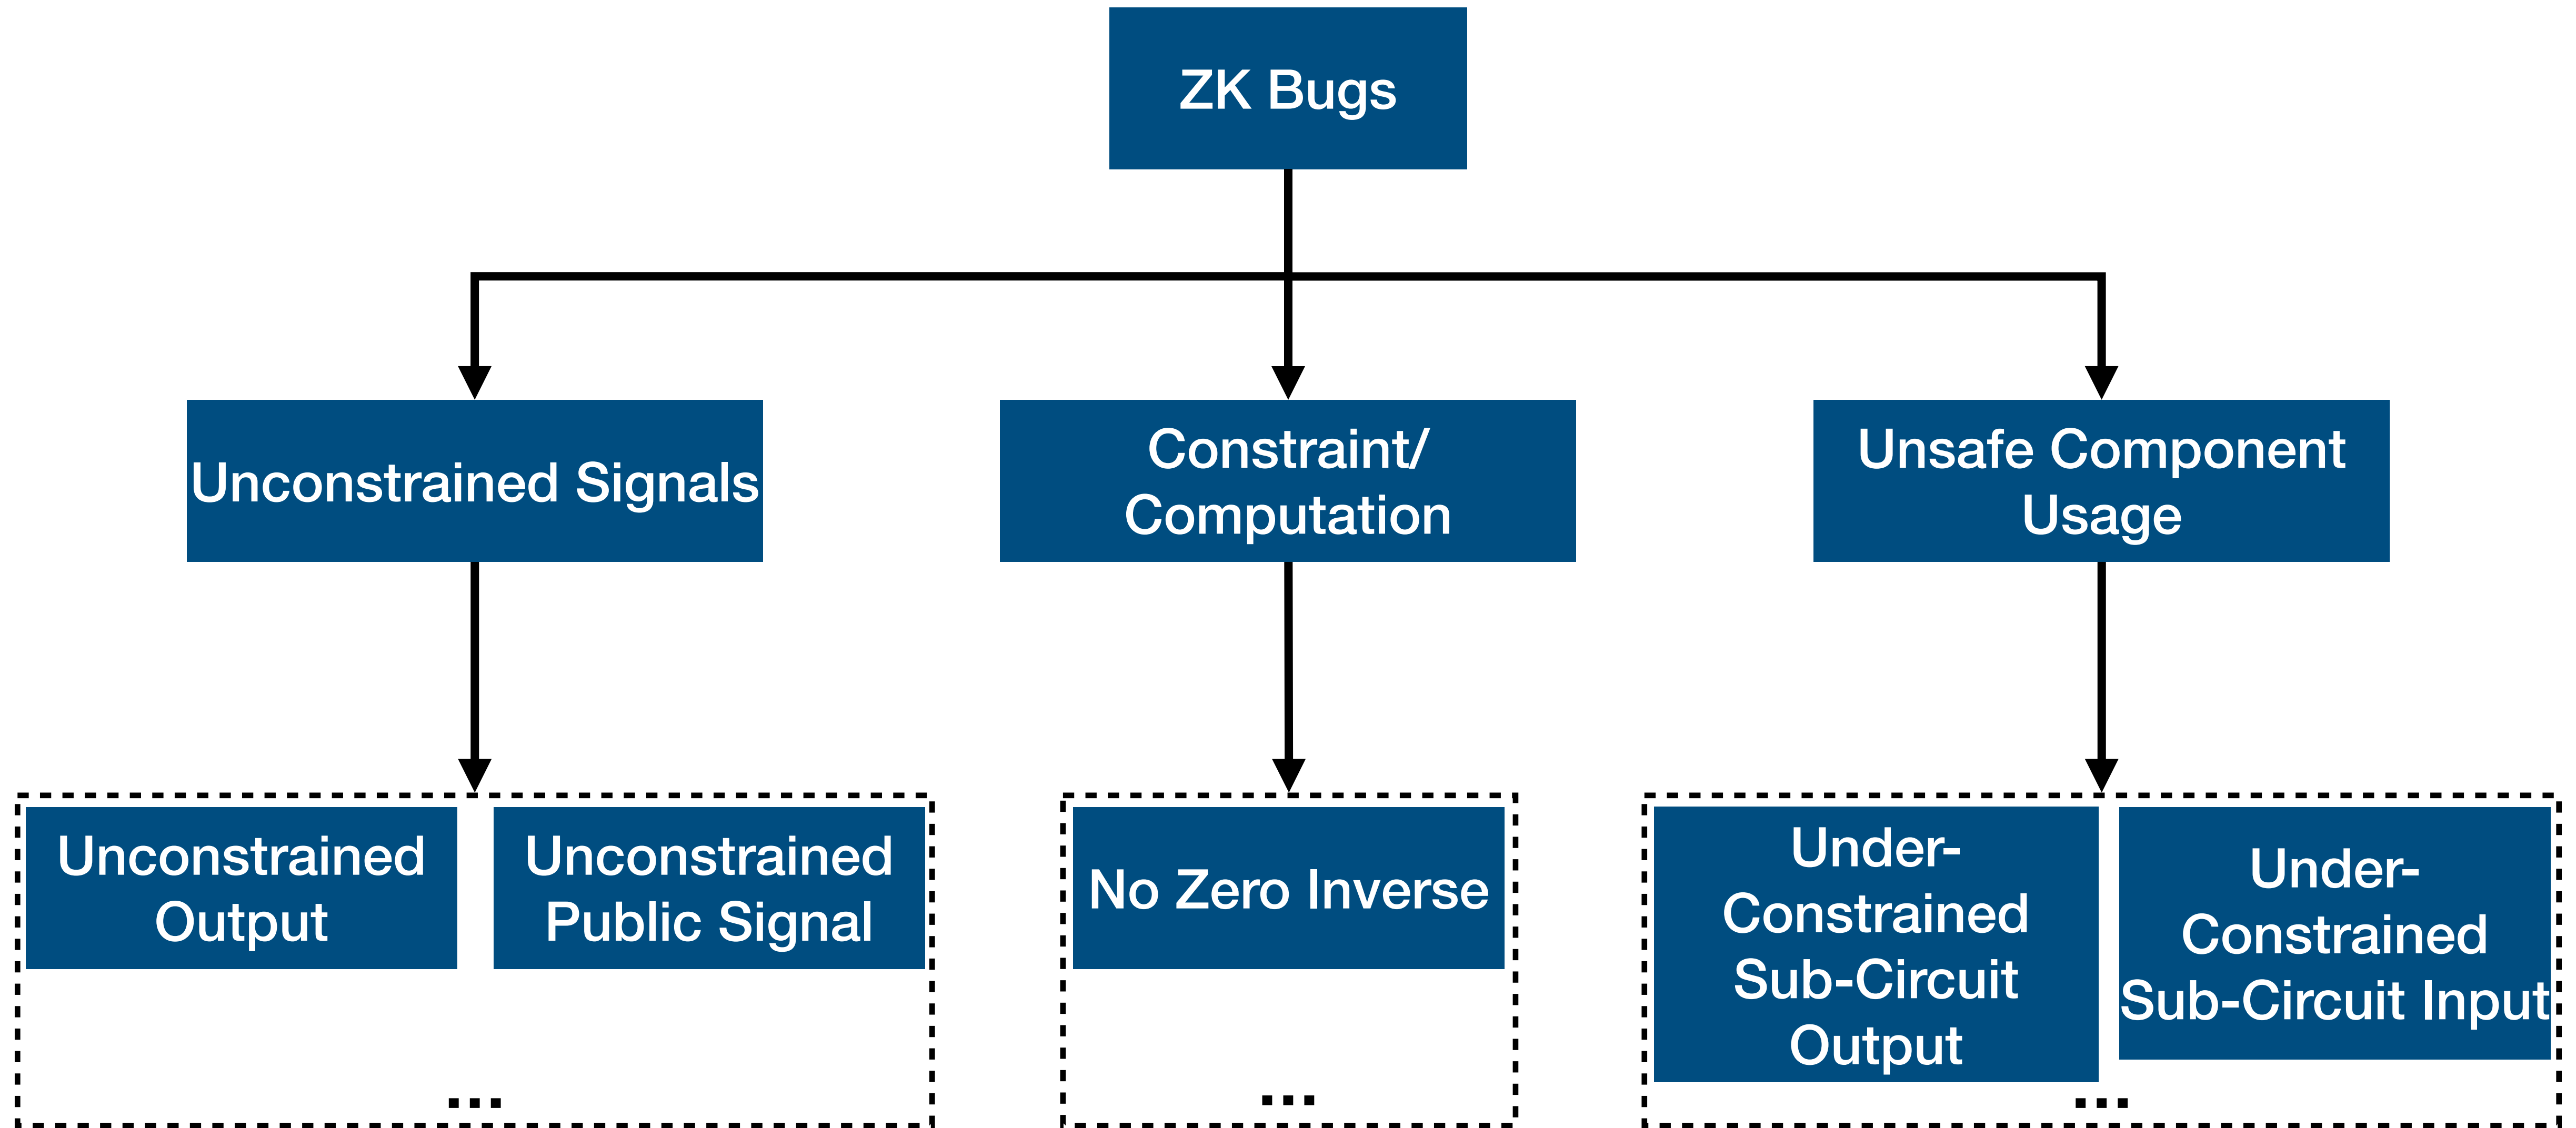 ZK Bugs
Unconstrained Signals
Constraint/
Computation
Unsafe Component
Usage
Unconstrained
Output
Unconstrained
Public Signal
No Zero Inverse
Under-
Constrained
Sub-Circuit
Output
Under-
Constrained
Sub-Circuit Input
...
...
...